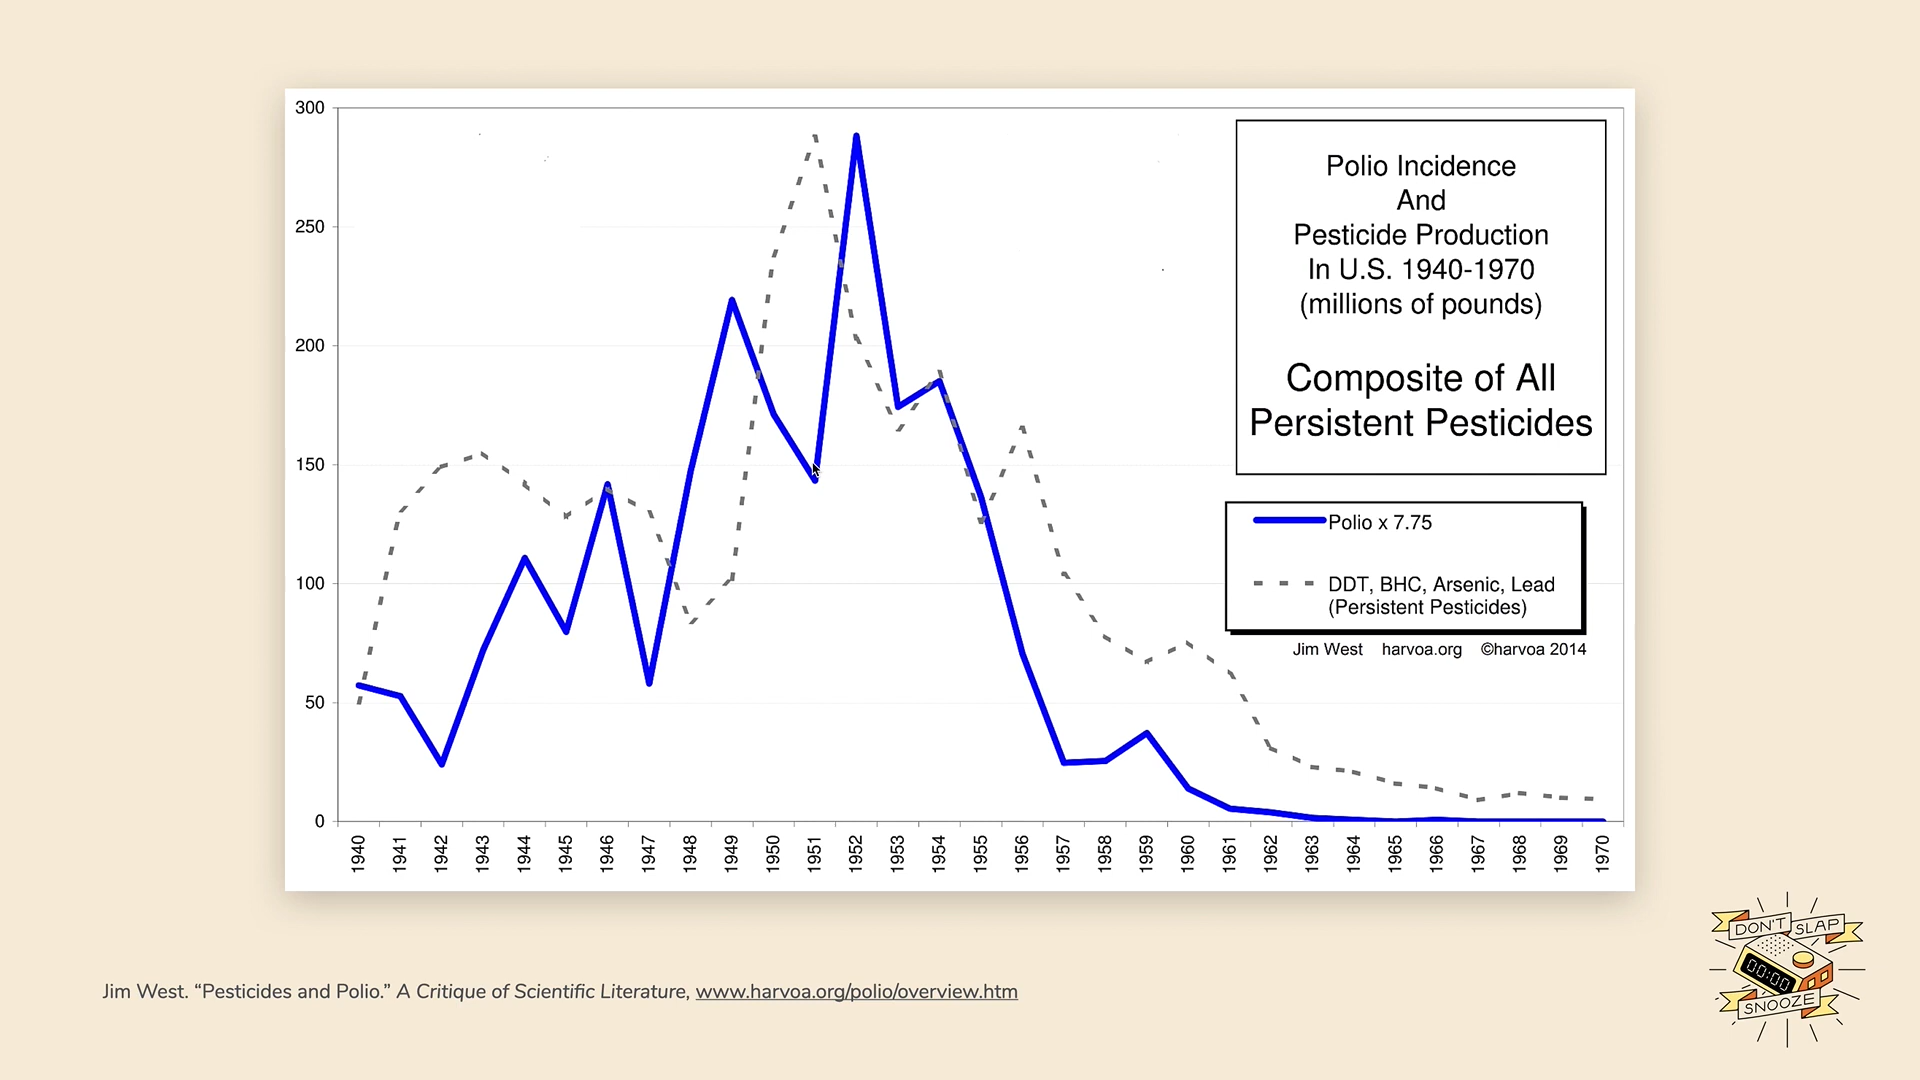 300
250
200
150
100
50
0
1940
1941
1942
1943
1944
1945
1946
1947
1948
1949
1950
1951
1952
1953
1954
1955
1956
1957
1958
1959
1960
1961
1962
1963
1964
1965
1966
1967
1968
1969
1970
Polio Incidence
And
Pesticide Production
In U.S. 1940-1970
(millions of pounds)
Composite of All
Persistent Pesticides
Polio x 7.75
DDT, BHC, Arsenic, Lead
(Persistent Pesticides)
Jim West harvoa.org ©harvoa 2014
Jim West. “Pesticides and Polio.” A Critique of Scientific Literature, www.harvoa.org/polio/overview.htm
DON'T SLAP
00:00
SNOOZE